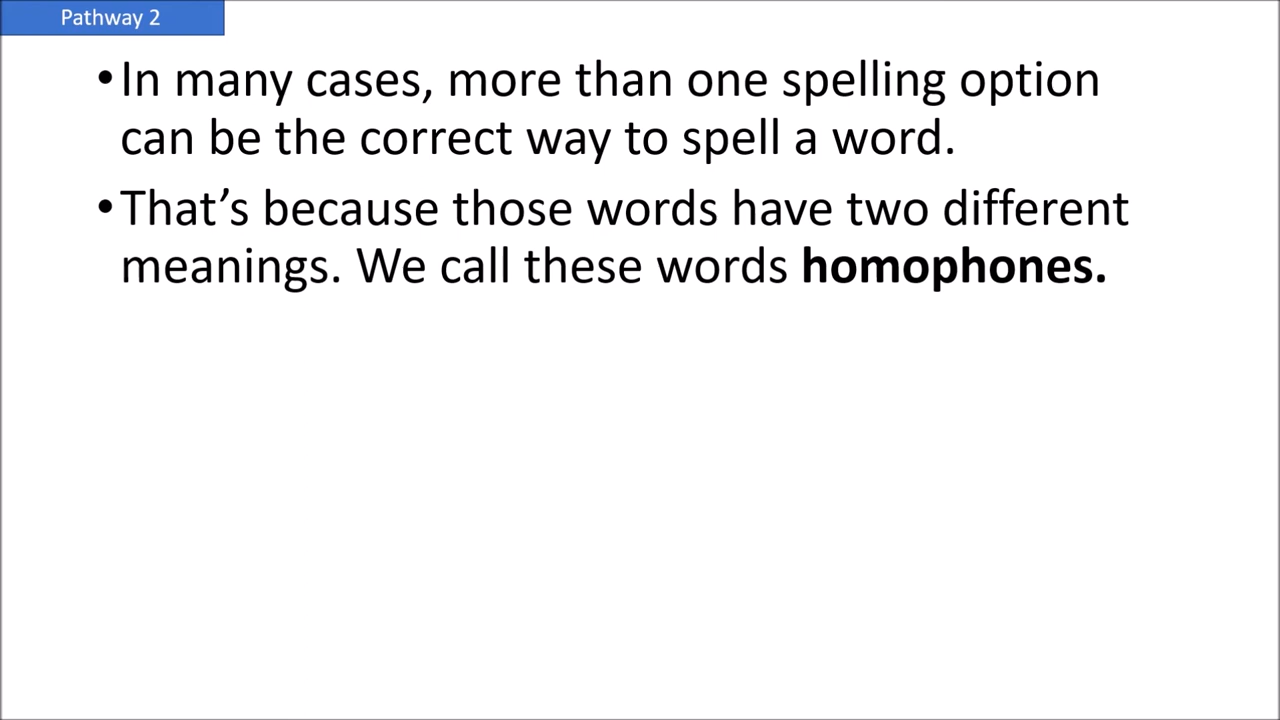 Pathway 2
•In many cases, more than one spelling option
can be the correct way to spell a word.
•That’s because those words have two different
meanings. We call these words homophones.